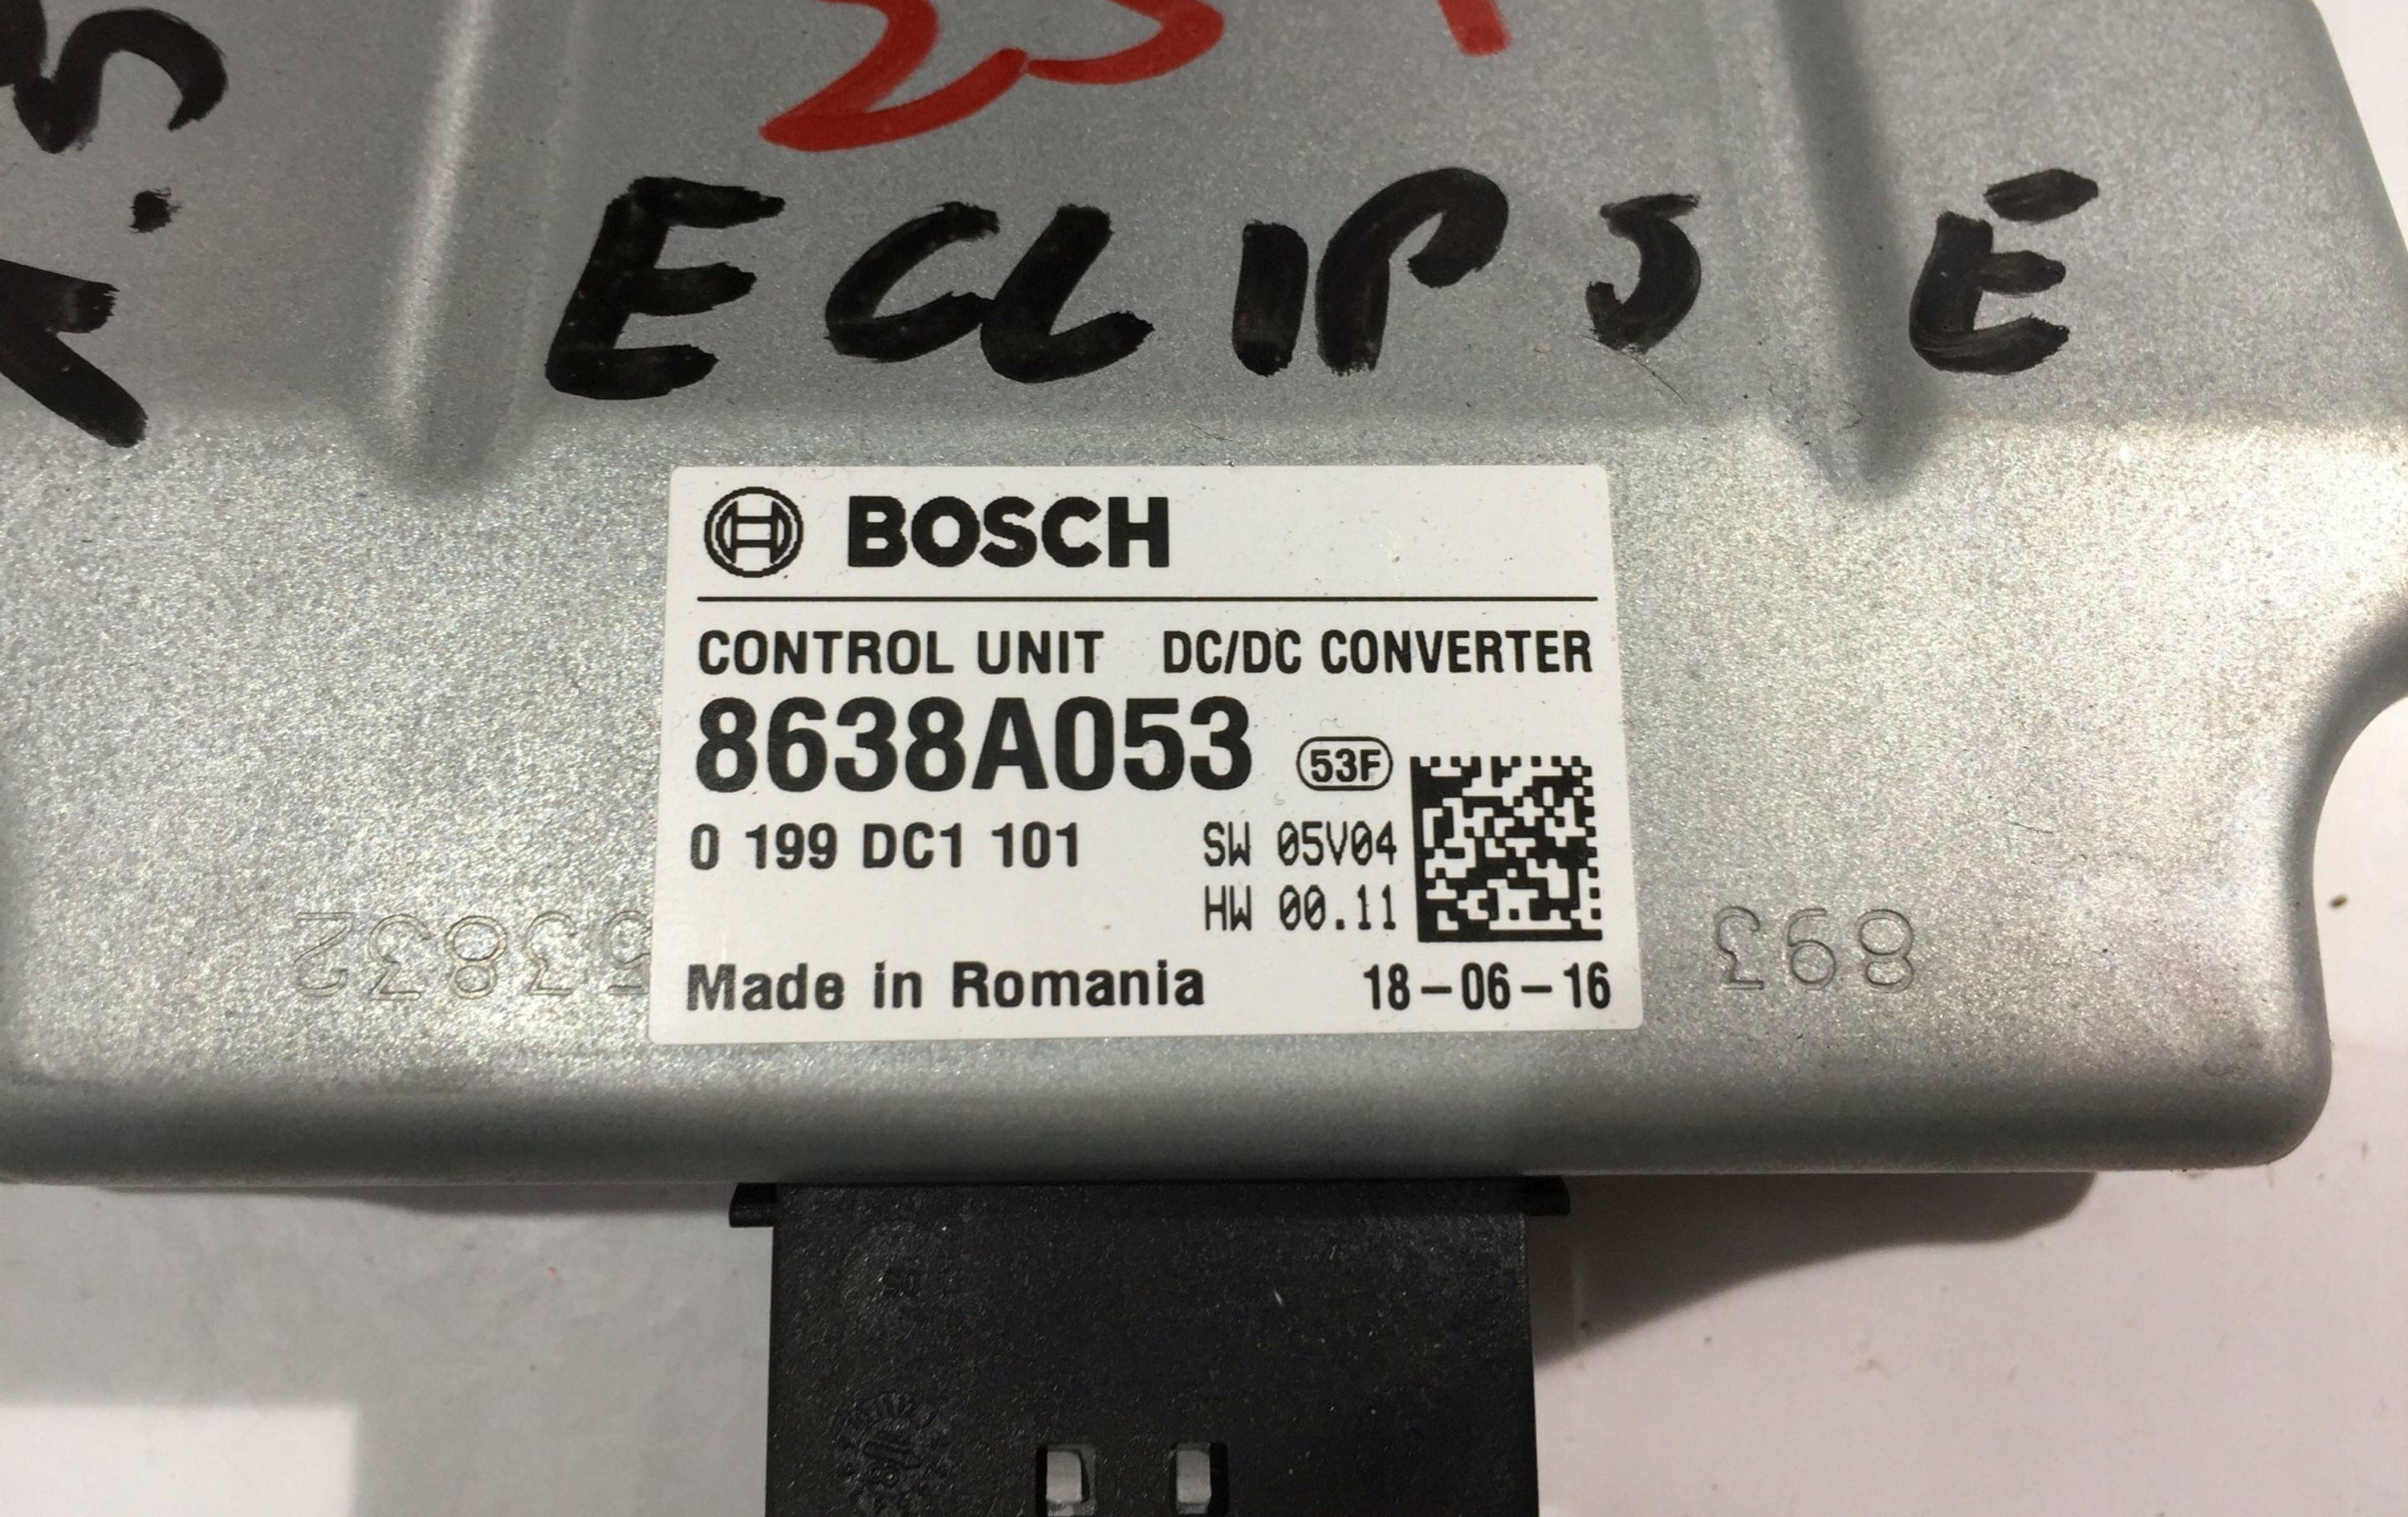 ECLIPSE
BOSCH
CONTROL UNIT DC/DC CONVERTER
8638A053 53F
0 199 DC1 101 SW 05V04
HW 00.11
Made in Romania 18-06-16
893